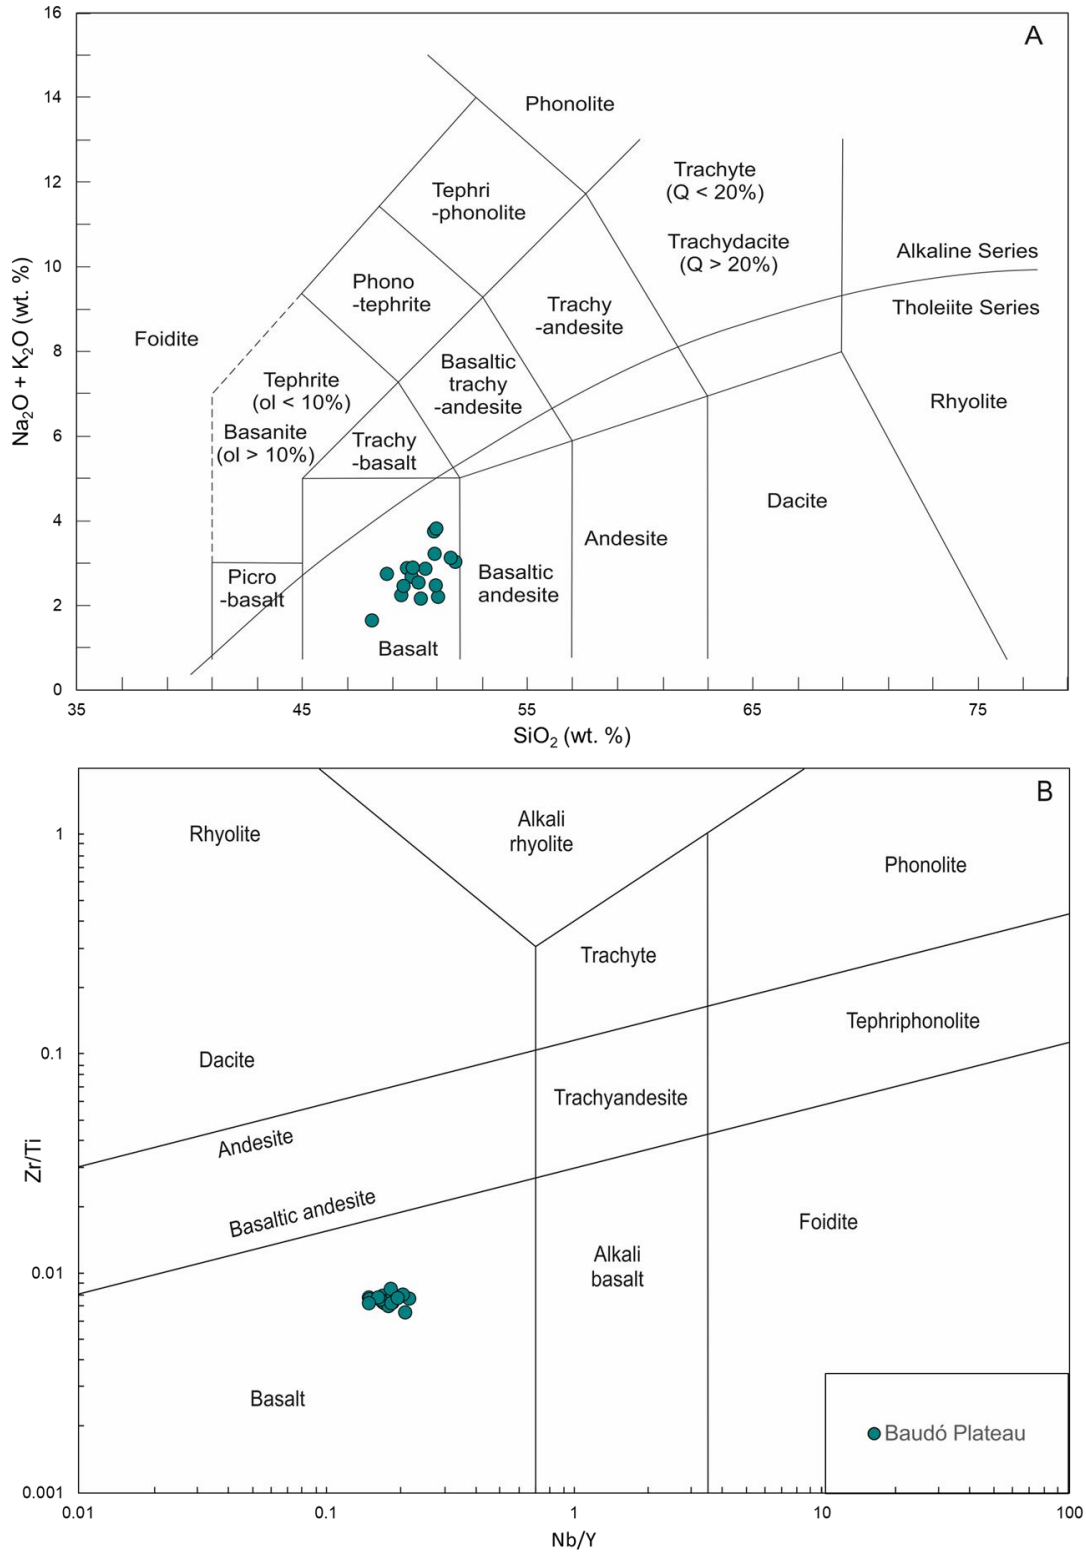 16
A
14
Phonolite
12
Trachyte
(Q < 20%)
Tephri
-phonolite
Trachydacite
(Q > 20%)
Alkaline Series
10
Phono
-tephrite
Trachy
-andesite
Tholeiite Series
Foidite
8
Basaltic
trachy
-andesite
Tephrite
(ol < 10%)
Rhyolite
Basanite
(ol > 10%)
6
Trachy
-basalt
Dacite
4
Andesite
Picro
-basalt
Basaltic
andesite
2
Basalt
0
35 45 55 65 75
SiO₂ (wt. %)
Na₂O + K₂O (wt. %)
B
1
Rhyolite
Alkali
rhyolite
Phonolite
Trachyte
Tephriphonolite
0.1
Dacite
Trachyandesite
Andesite
Basaltic andesite
Foidite
0.01
Alkali
basalt
Basalt
Baudó Plateau
0.001
0.01 0.1 1 10 100
Nb/Y
Zr/Ti